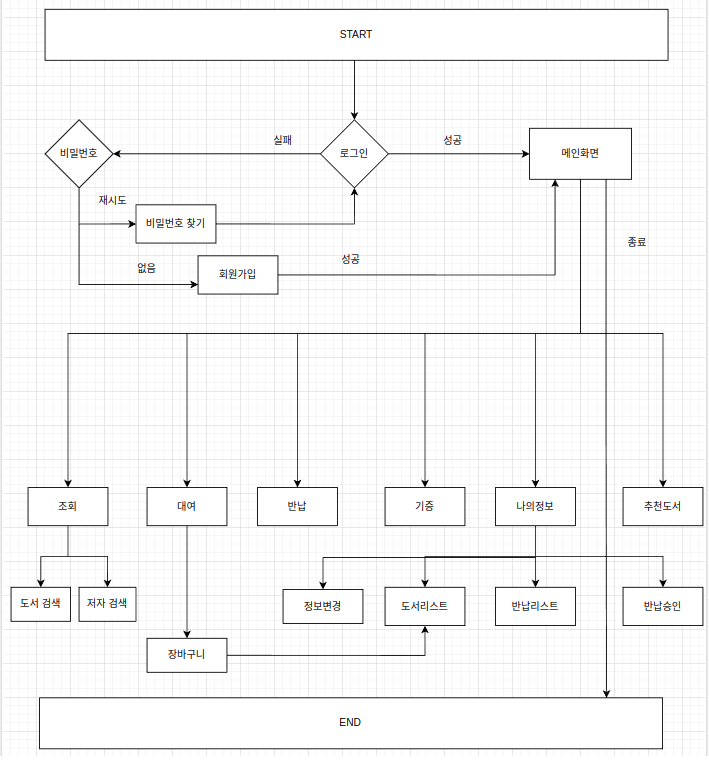 START
실패
성공
비밀번호
로그인
메인화면
재시도
비밀번호 찾기
종료
없음
성공
회원가입
조회
대여
반납
기증
나의정보
추천도서
도서 검색
저자 검색
정보변경
도서리스트
반납리스트
반납승인
장바구니
END